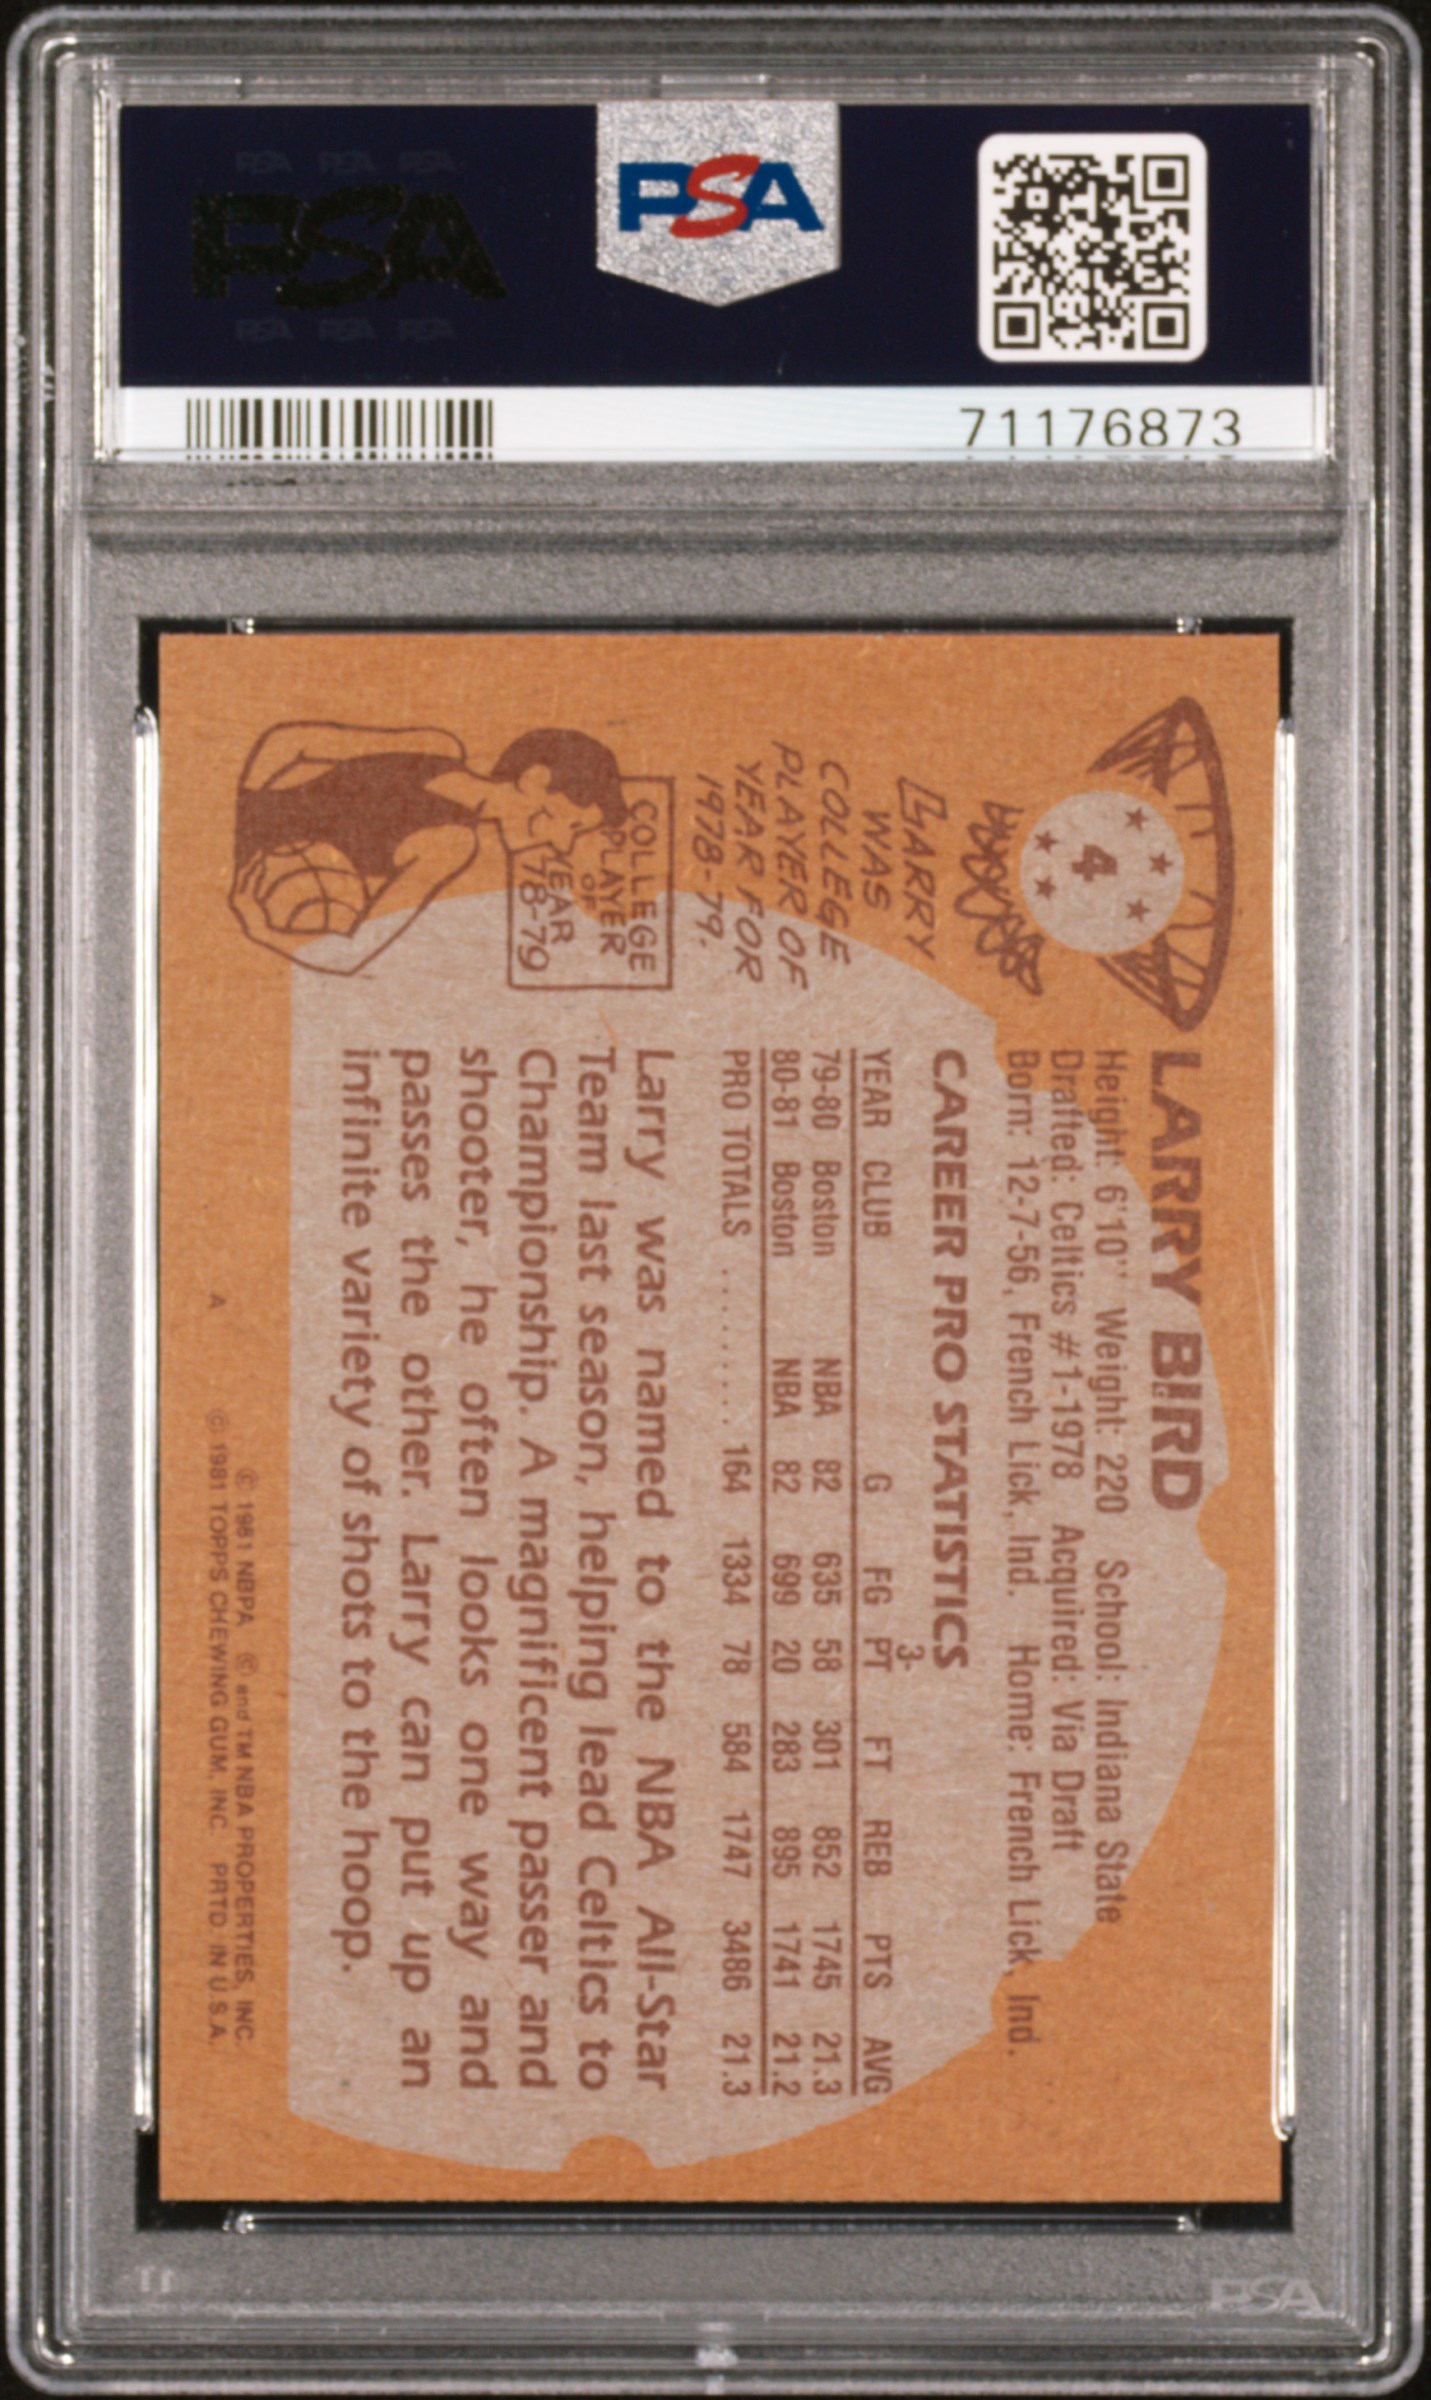 PSA PSA PSA
PSA
PSA PSA PSA
PSA
71176873
4
LARRY BIRD
Height: 6'10'' Weight: 220 School: Indiana State
Drafted: Celtics #1-1978 Acquired: Via Draft
Born: 12-7-56, French Lick, Ind. Home: French Lick, Ind.
CAREER PRO STATISTICS
3-
YEAR CLUB G FG PT FT REB PTS AVG
79-80 Boston NBA 82 635 58 301 852 1745 21.3
80-81 Boston NBA 82 699 20 283 895 1741 21.2
PRO TOTALS ......... 164 1334 78 584 1747 3486 21.3
Larry was named to the NBA All-Star
Team last season, helping lead Celtics to
Championship. A magnificent passer and
shooter, he often looks one way and
passes the other. Larry can put up an
infinite variety of shots to the hoop.
LARRY
WAS
COLLEGE
PLAYER OF
YEAR FOR
1978-79.
COLLEGE
PLAYER
OF
YEAR
'78-79
© 1981 NBPA © and TM NBA PROPERTIES, INC.
A © 1981 TOPPS CHEWING GUM, INC. PRTD. IN U.S.A.
PSA